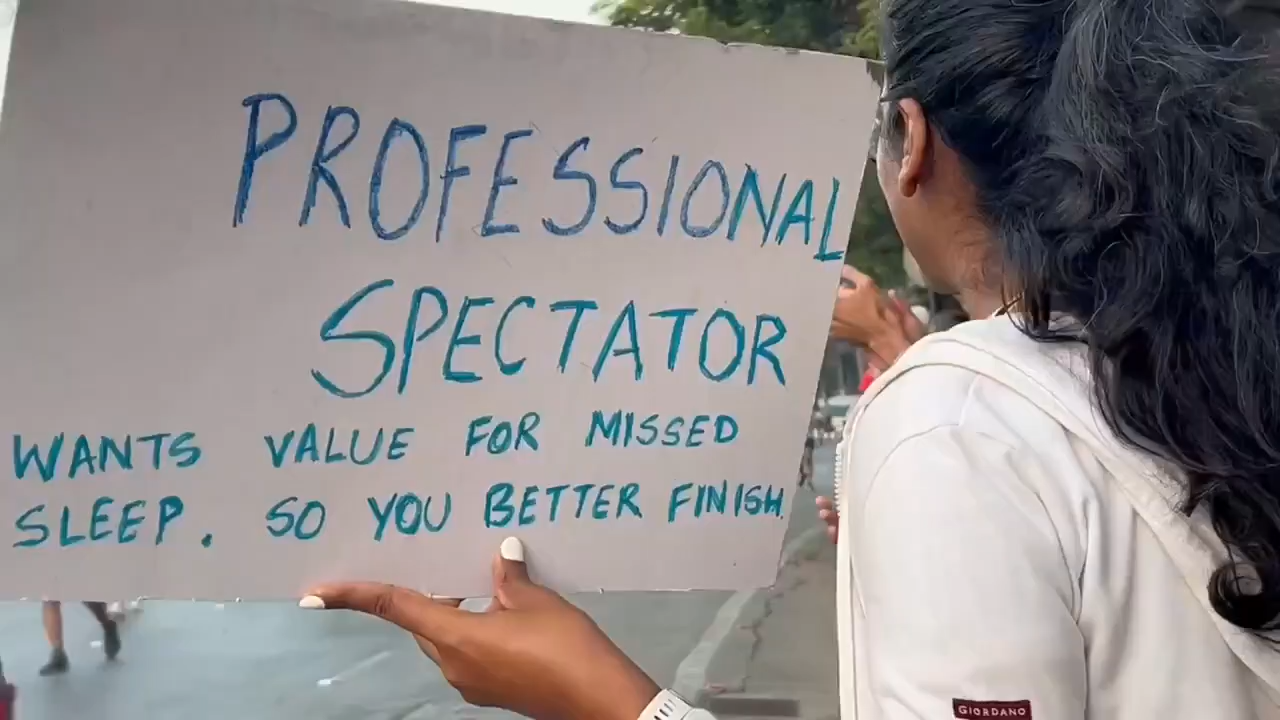 PROFESSIONAL
SPECTATOR
WANTS VALUE FOR MISSED
SLEEP. SO YOU BETTER FINISH.
GIORDANO